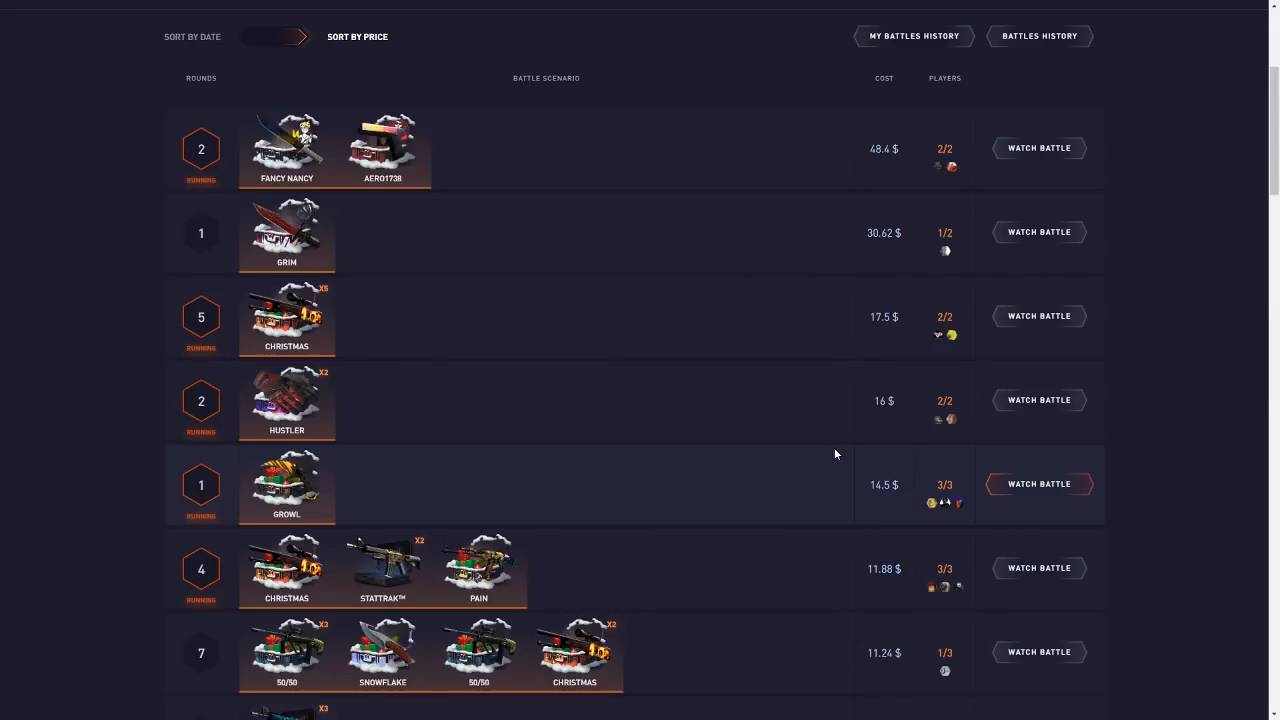 SORT BY DATE SORT BY PRICE MY BATTLES HISTORY BATTLES HISTORY
ROUNDS BATTLE SCENARIO COST PLAYERS
2 48.4 $ 2/2 WATCH BATTLE
RUNNING FANCY NANCY AERO1738
1 30.62 $ 1/2 WATCH BATTLE
GRIM
X5
5 17.5 $ 2/2 WATCH BATTLE
RUNNING CHRISTMAS
X2
2 16 $ 2/2 WATCH BATTLE
RUNNING HUSTLER
1 14.5 $ 3/3 WATCH BATTLE
RUNNING GROWL
X2
4 11.88 $ 3/3 WATCH BATTLE
RUNNING CHRISTMAS STATTRAK™ PAIN
X3 X2
7 11.24 $ 1/3 WATCH BATTLE
50/50 SNOWFLAKE 50/50 CHRISTMAS
X3